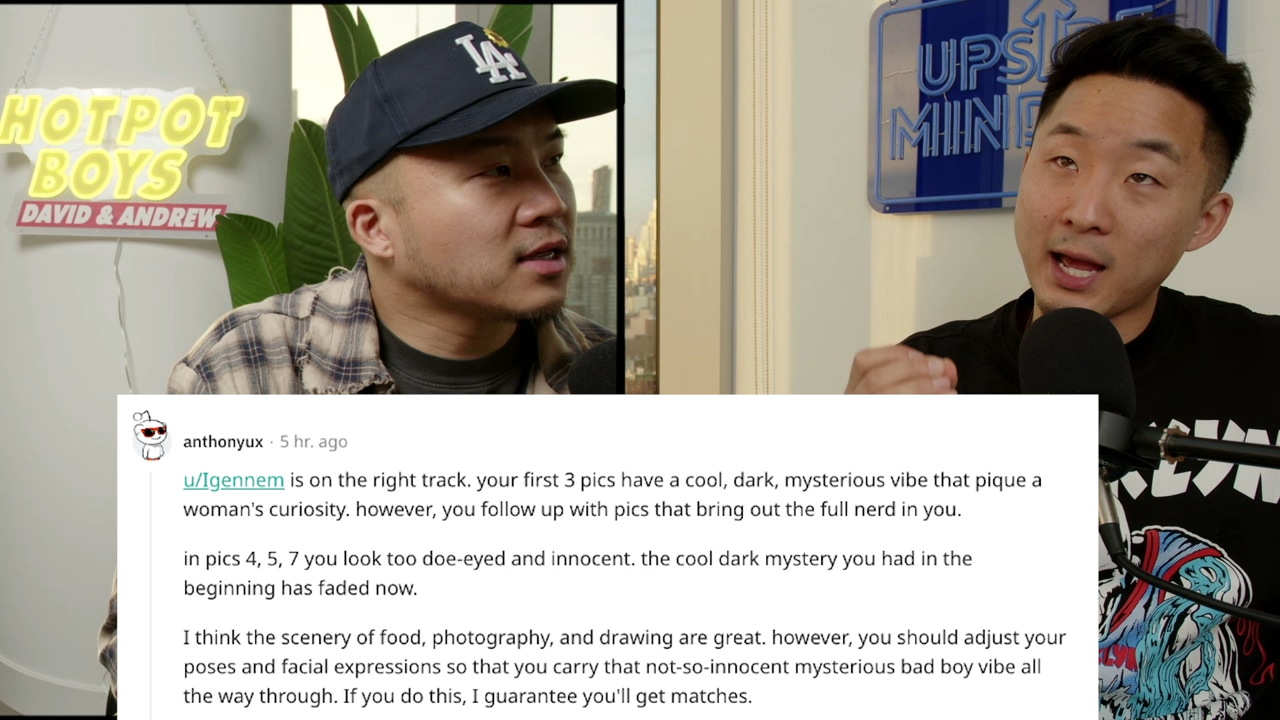 HOTPOT
BOYS
DAVID & ANDREW
LA
anthonyux · 5 hr. ago
u/Igennem is on the right track. your first 3 pics have a cool, dark, mysterious vibe that pique a
woman's curiosity. however, you follow up with pics that bring out the full nerd in you.
in pics 4, 5, 7 you look too doe-eyed and innocent. the cool dark mystery you had in the
beginning has faded now.
I think the scenery of food, photography, and drawing are great. however, you should adjust your
poses and facial expressions so that you carry that not-so-innocent mysterious bad boy vibe all
the way through. If you do this, I guarantee you'll get matches.